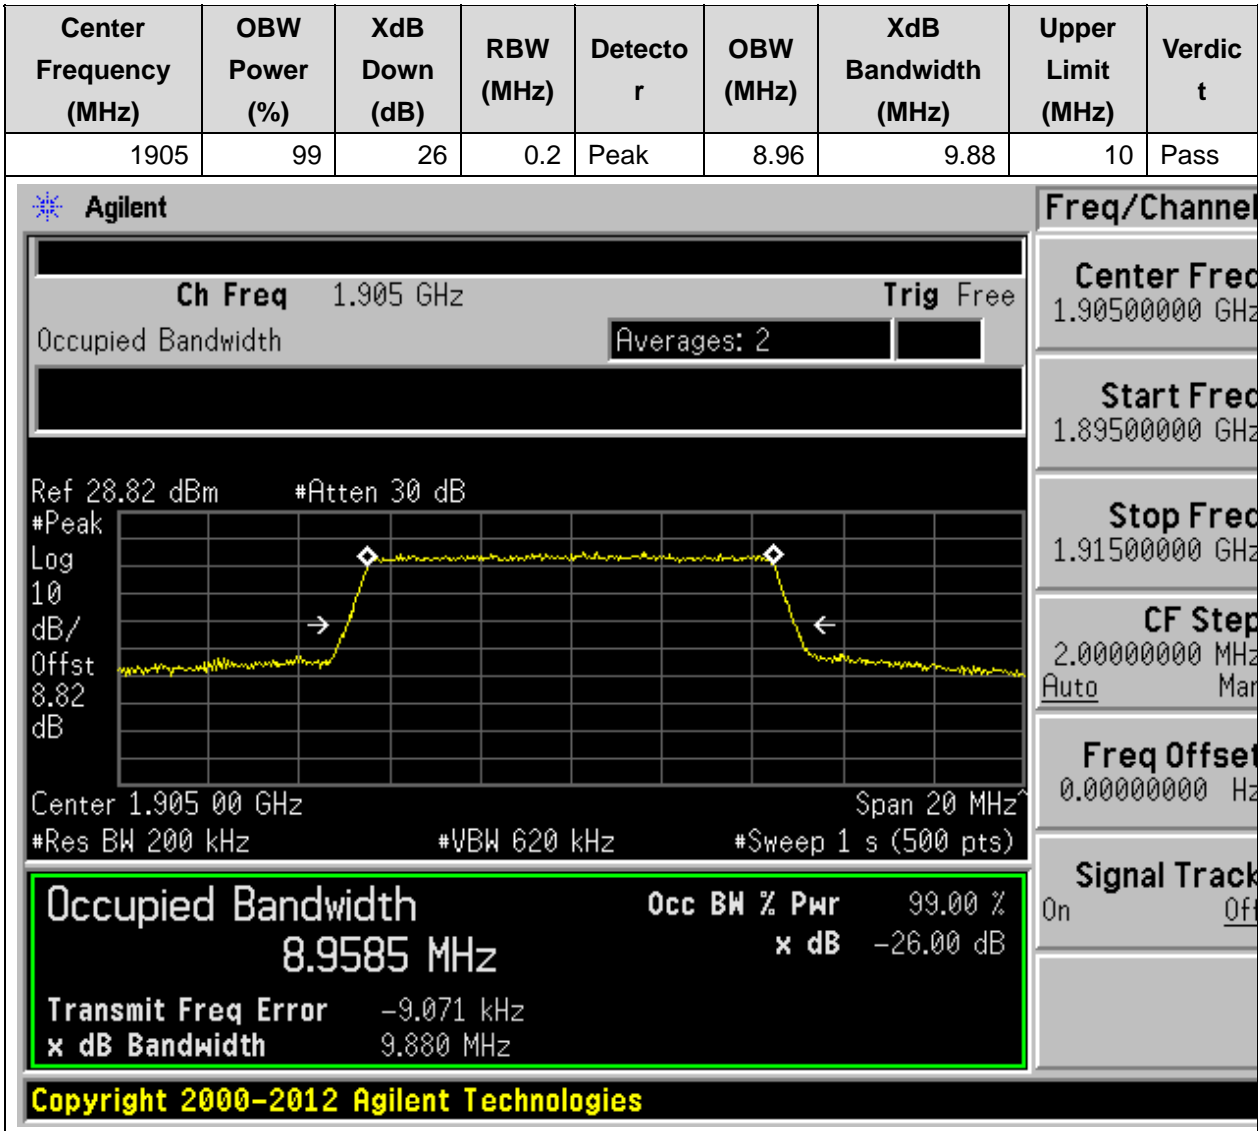 Center Frequency (MHz) OBW Power (%) XdB Down (dB) RBW (MHz) Detecto r OBW (MHz) XdB Bandwidth (MHz) Upper Limit (MHz) Verdic t
1905 99 26 0.2 Peak 8.96 9.88 10 Pass
Agilent
Freq/Channel
Ch Freq 1.905 GHz Trig Free
Occupied Bandwidth Averages: 2
Center Freq
1.90500000 GHz
Start Freq
1.89500000 GHz
Stop Freq
1.91500000 GHz
CF Step
2.00000000 MHz
Auto Man
Freq Offset
0.00000000 Hz
Signal Track
On Off
Ref 28.82 dBm #Atten 30 dB
#Peak
Log
10
dB/
Offst
8.82
dB
Center 1.905 00 GHz Span 20 MHz^
#Res BW 200 kHz #VBW 620 kHz #Sweep 1 s (500 pts)
Occupied Bandwidth Occ BW % Pwr 99.00 %
8.9585 MHz x dB -26.00 dB
Transmit Freq Error -9.071 kHz
x dB Bandwidth 9.880 MHz
Copyright 2000-2012 Agilent Technologies